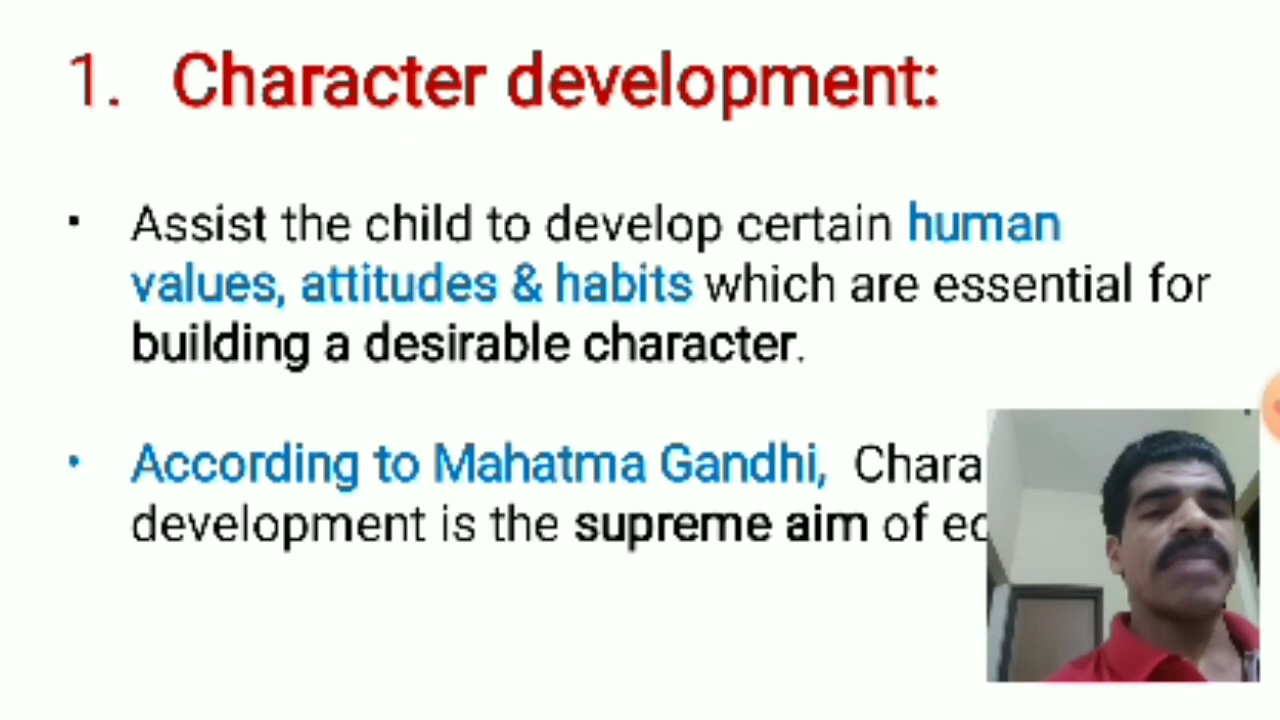 1. Character development:
▪ Assist the child to develop certain human
values, attitudes & habits which are essential for
building a desirable character.
▪ According to Mahatma Gandhi, Chara
development is the supreme aim of